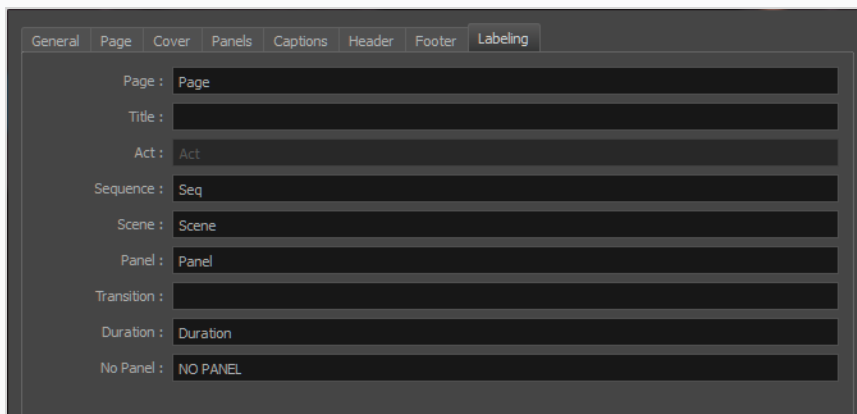 General Page Cover Panels Captions Header Footer Labeling
Page : Page
Title :
Act : Act
Sequence : Seq
Scene : Scene
Panel : Panel
Transition :
Duration : Duration
No Panel : NO PANEL